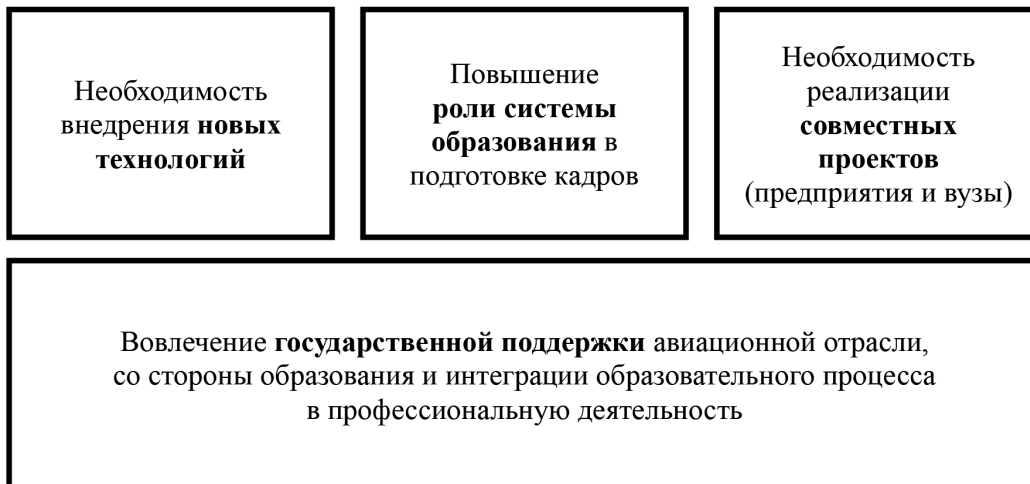 Необходимость
внедрения новых
технологий
Повышение
роли системы
образования в
подготовке кадров
Необходимость
реализации
совместных
проектов
(предприятия и вузы)
Вовлечение государственной поддержки авиационной отрасли,
со стороны образования и интеграции образовательного процесса
в профессиональную деятельность